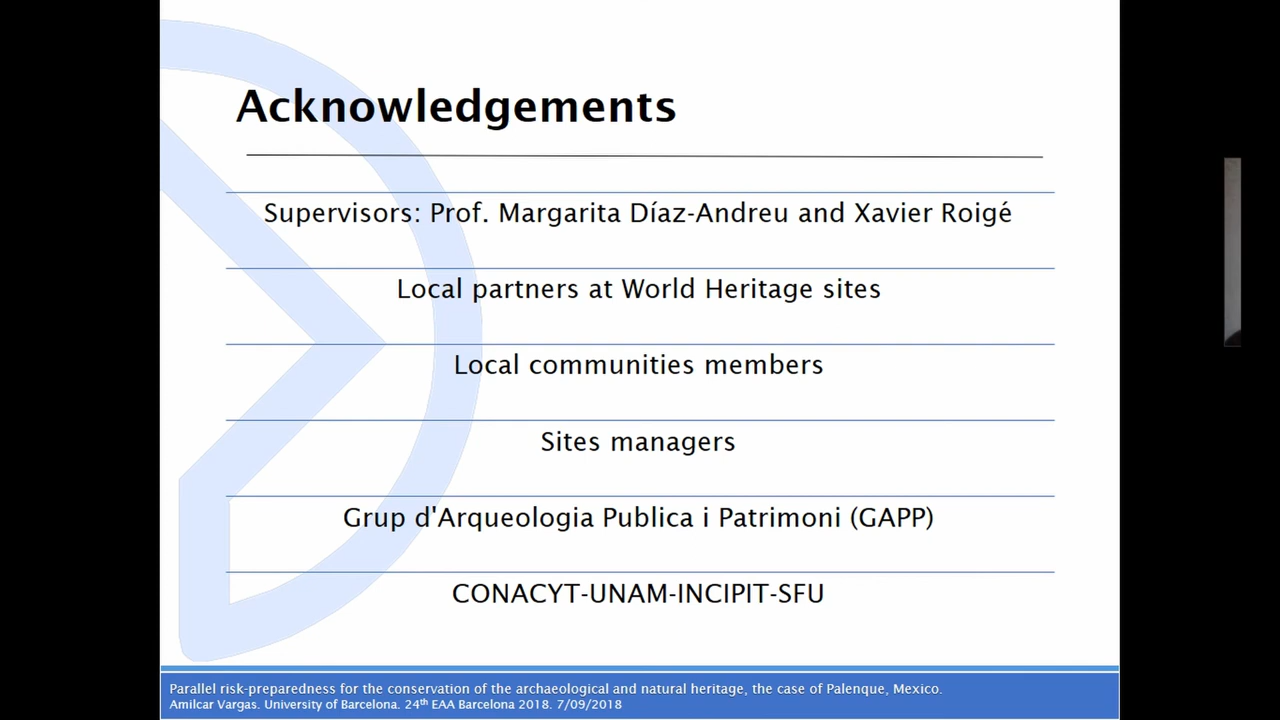 Acknowledgements
Supervisors: Prof. Margarita Díaz-Andreu and Xavier Roigé
Local partners at World Heritage sites
Local communities members
Sites managers
Grup d'Arqueologia Publica i Patrimoni (GAPP)
CONACYT-UNAM-INCIPIT-SFU
Parallel risk-preparedness for the conservation of the archaeological and natural heritage, the case of Palenque, Mexico.
Amilcar Vargas. University of Barcelona. 24th EAA Barcelona 2018. 7/09/2018